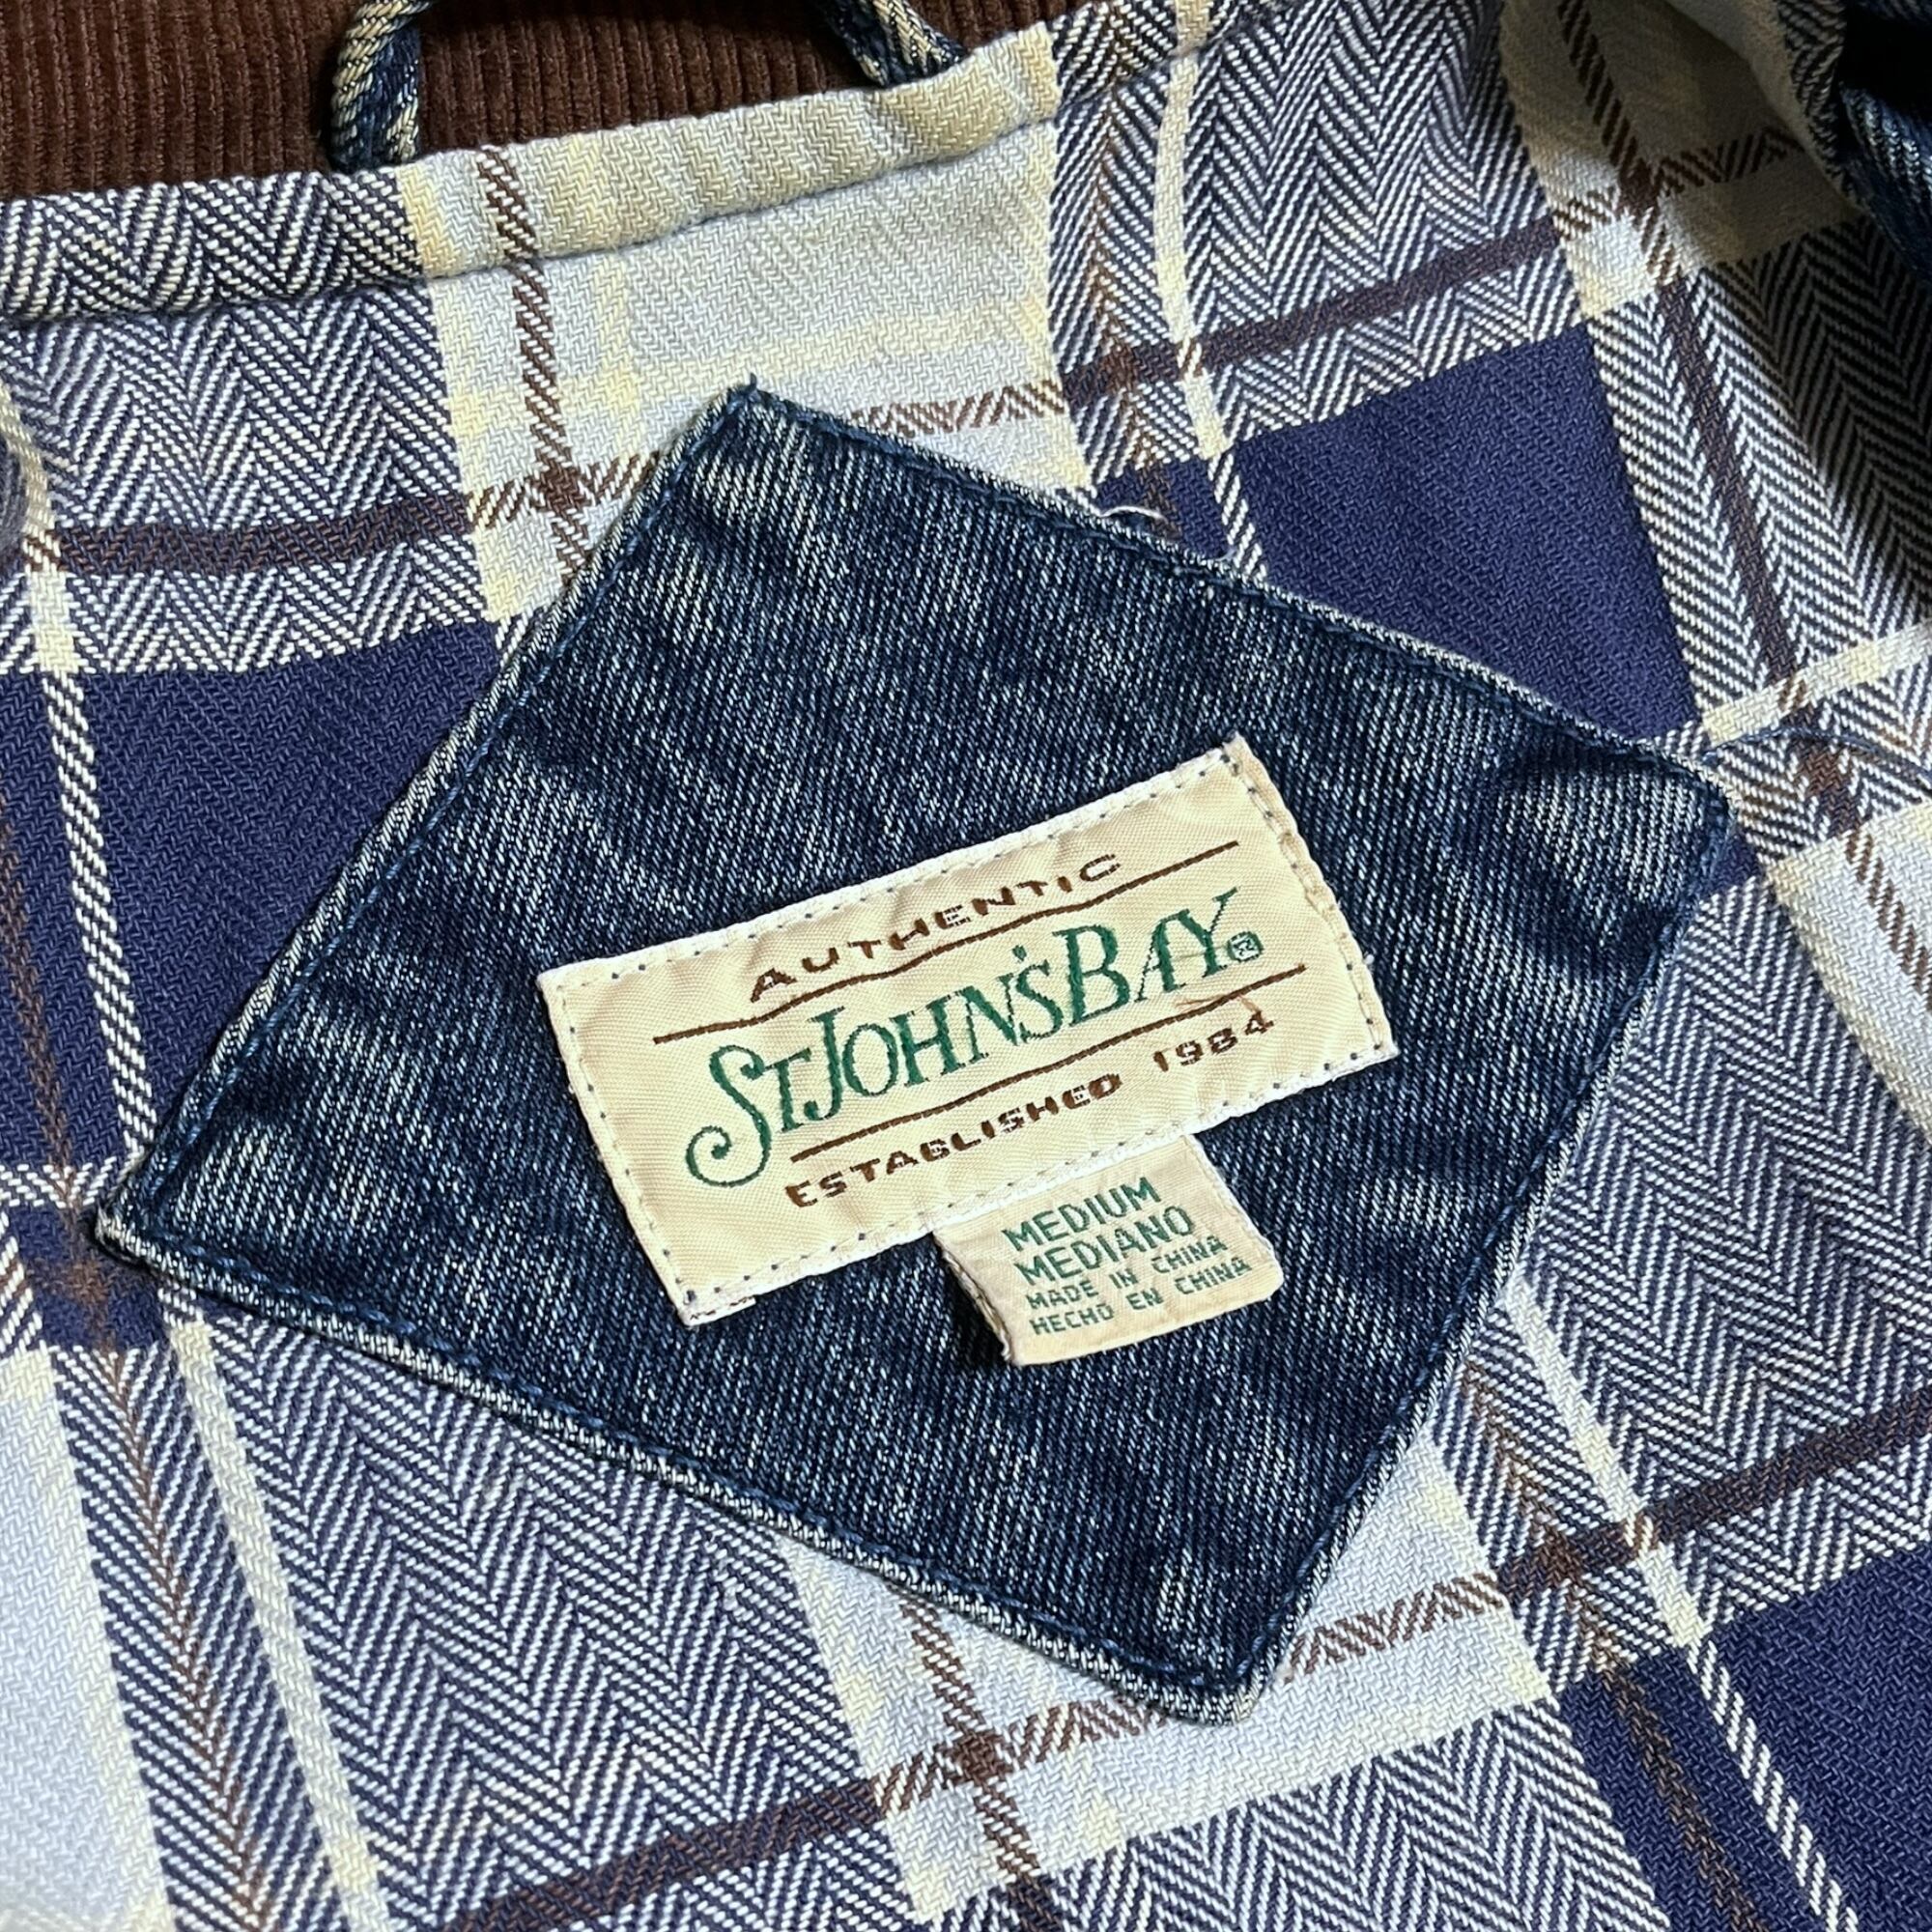 AUTHENTIC
ST. JOHN'S BAY®
ESTABLISHED 1984
MEDIUM
MEDIANO
MADE IN CHINA
HECHO EN CHINA